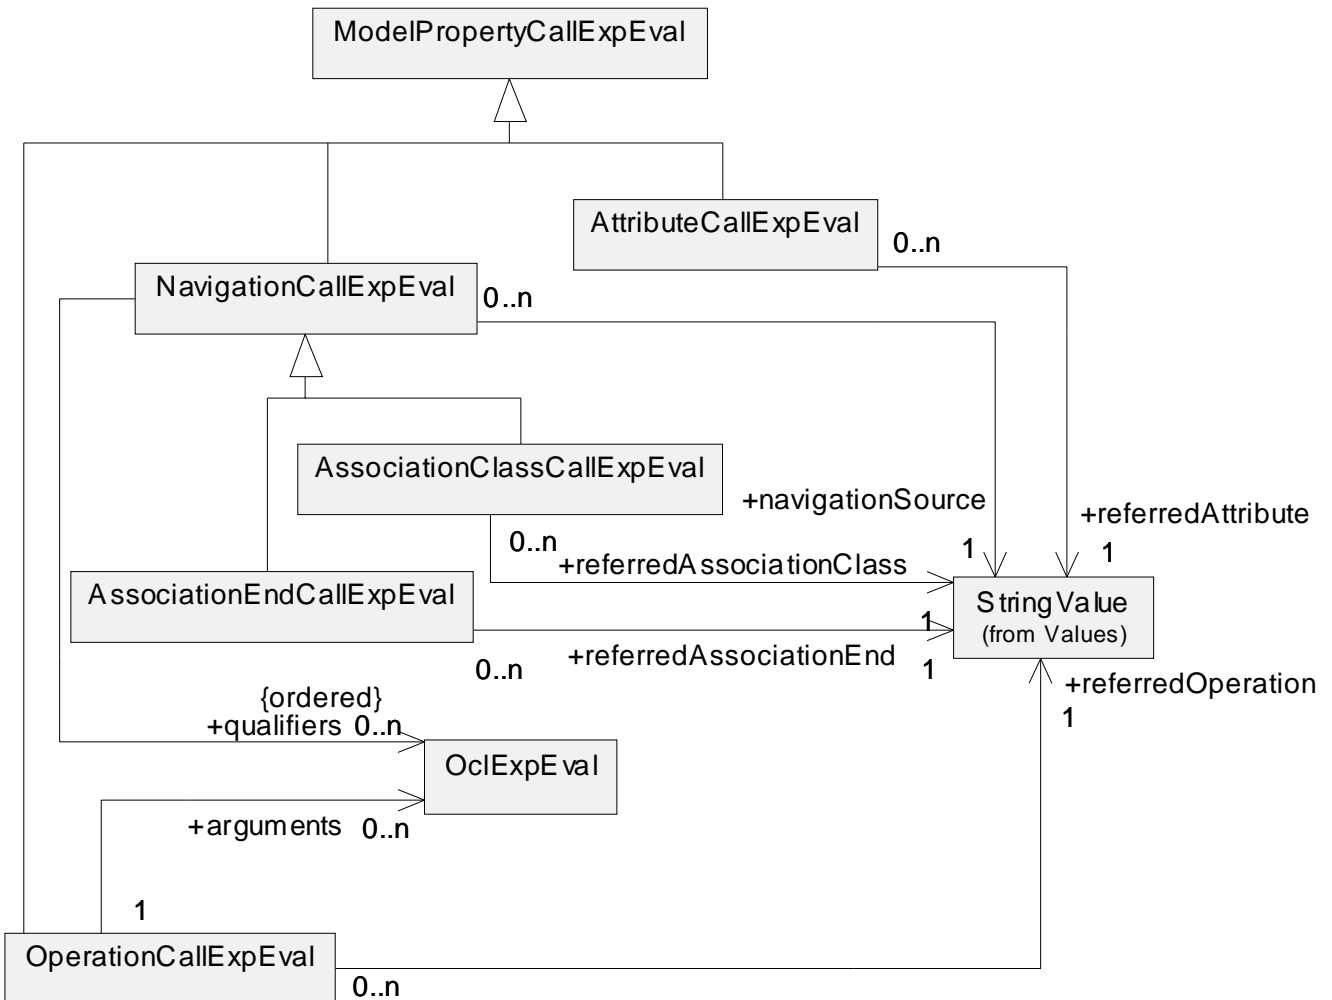 ModelPropertyCallExpEval
AttributeCallExpEval
0..n
NavigationCallExpEval
0..n
AssociationClassCallExpEval
+navigationSource
+referredAttribute
0..n
1
1
+referredAssociationClass
AssociationEndCallExpEval
StringValue
(from Values)
1
0..n
+referredAssociationEnd
1
{ordered}
+qualifiers 0..n
+referredOperation
1
OclExpEval
+arguments 0..n
1
OperationCallExpEval
0..n